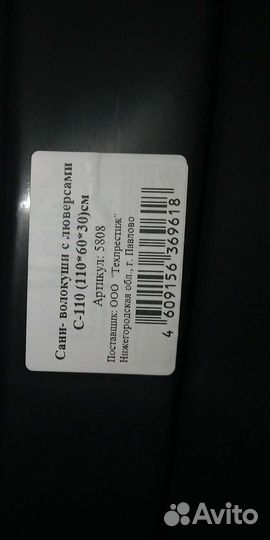 Сани- волокуши с люверсами
С-110 (110*60*30)см
Артикул: 5808
Поставщик: ООО "Техпрестиж"
Нижегородская обл., г. Павлово
4 609156 369618
Avito